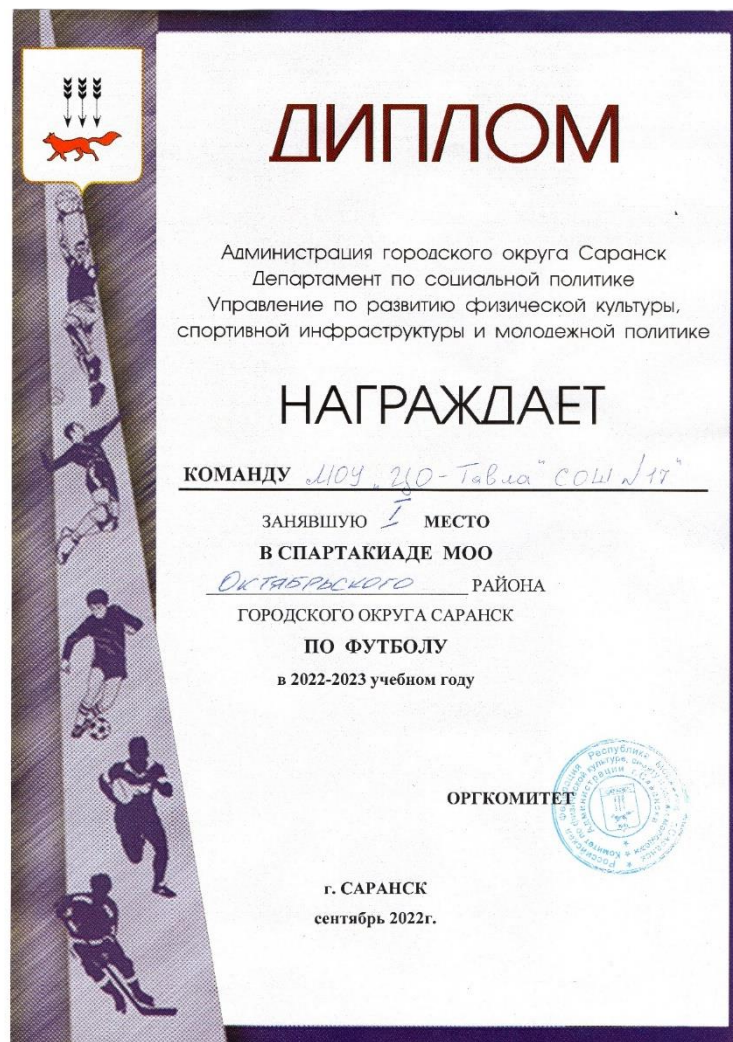 ДИПЛОМ
Администрация городского округа Саранск
Департамент по социальной политике
Управление по развитию физической культуры,
спортивной инфраструктуры и молодежной политике
НАГРАЖДАЕТ
КОМАНДУ МОУ „ЦО-Тавла" СОШ №17"
ЗАНЯВШУЮ I МЕСТО
В СПАРТАКИАДЕ МОО
ОКТЯБРЬСКОГО РАЙОНА
ГОРОДСКОГО ОКРУГА САРАНСК
ПО ФУТБОЛУ
в 2022-2023 учебном году
ОРГКОМИТЕТ
г. САРАНСК
сентябрь 2022г.